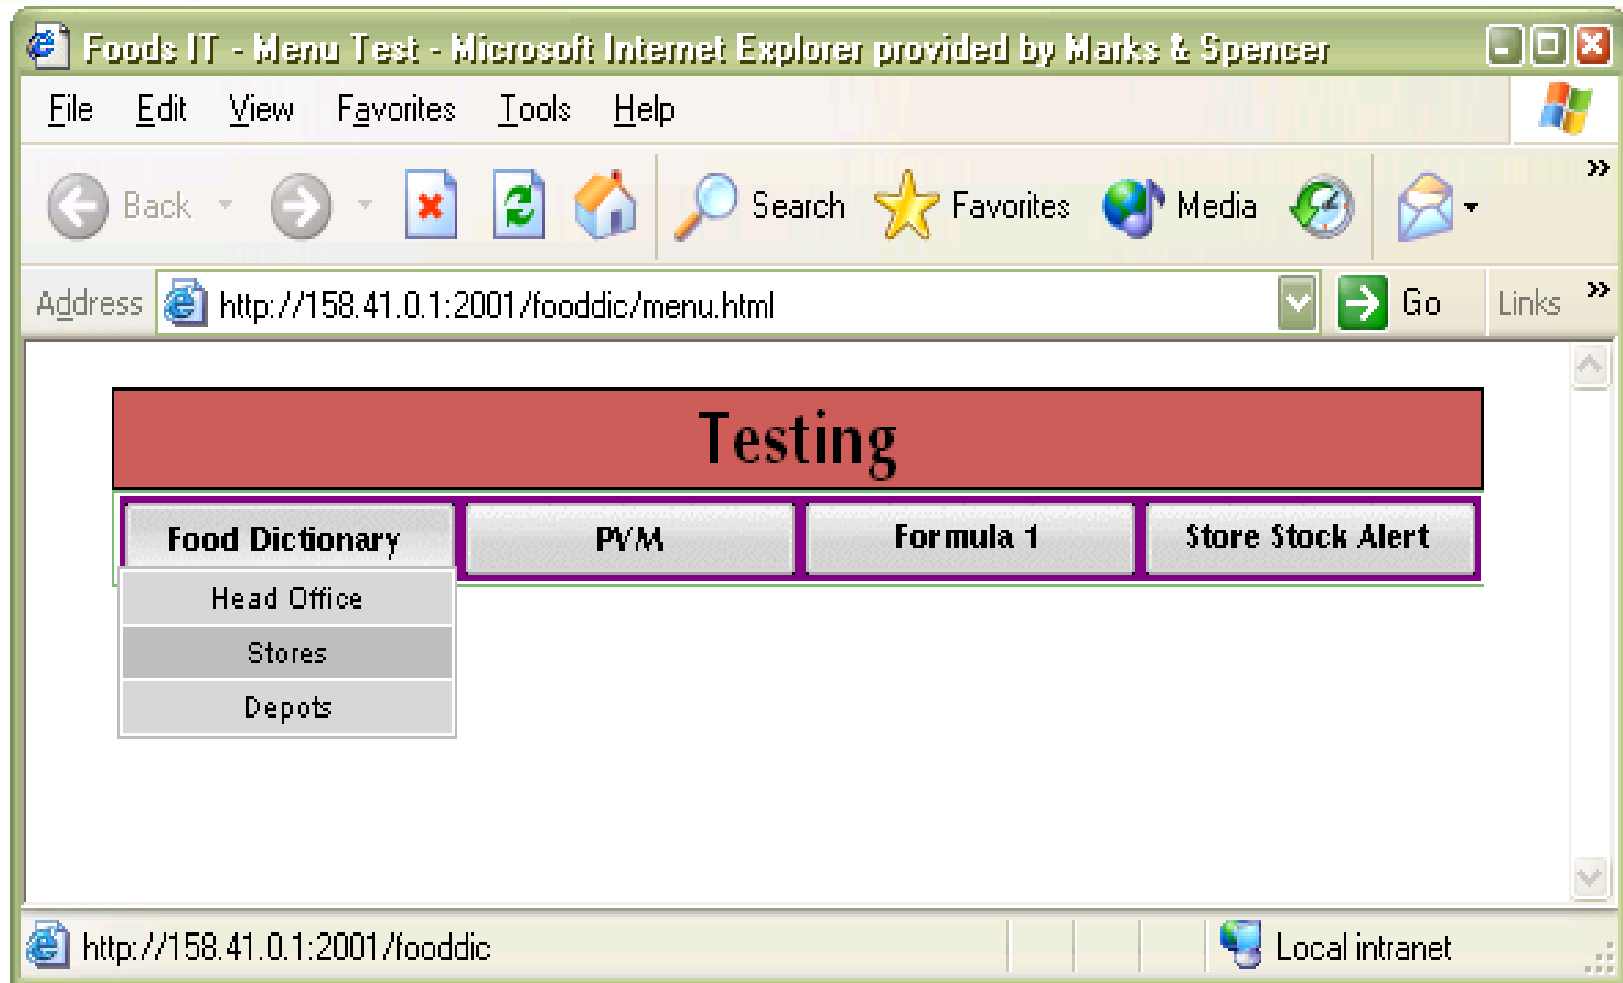 Foods IT - Menu Test - Microsoft Internet Explorer provided by Marks & Spencer
File Edit View Favorites Tools Help
Back Search Favorites Media »
Address http://158.41.0.1:2001/fooddic/menu.html Go Links »
Testing
Food Dictionary PVM Formula 1 Store Stock Alert
Head Office
Stores
Depots
http://158.41.0.1:2001/fooddic Local intranet